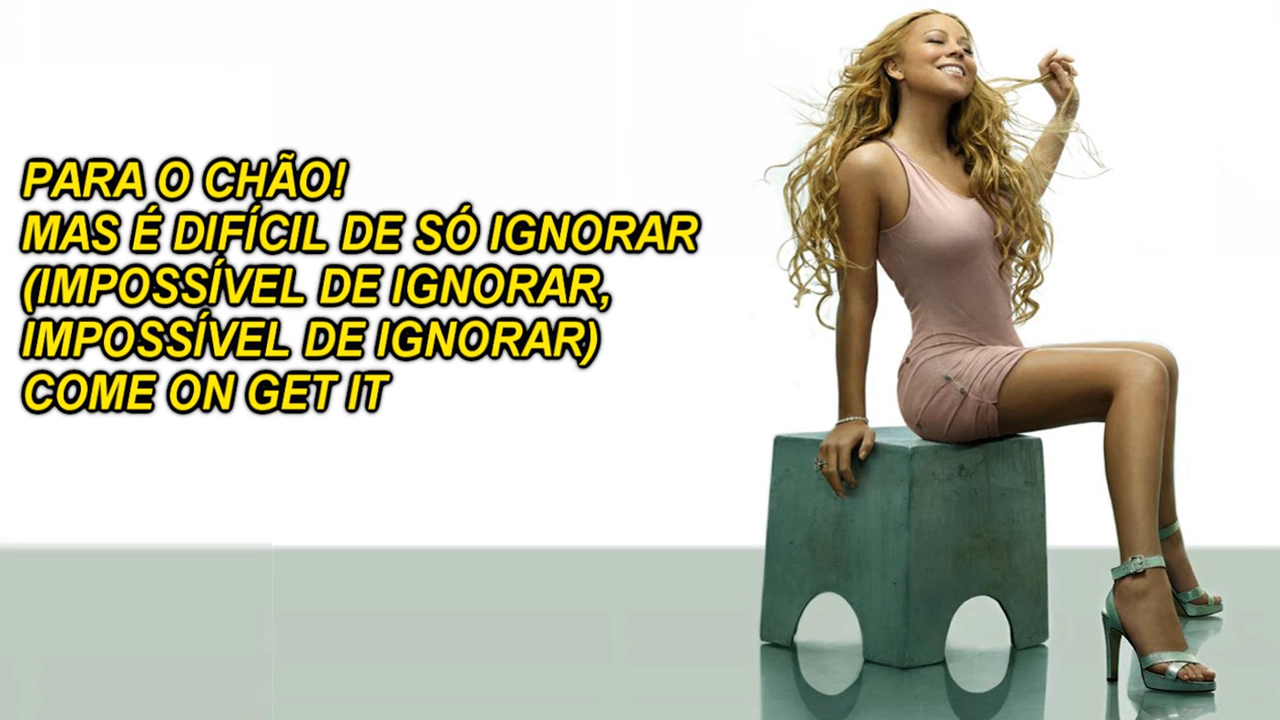 PARA O CHÃO!
MAS É DIFÍCIL DE SÓ IGNORAR
(IMPOSSÍVEL DE IGNORAR,
IMPOSSÍVEL DE IGNORAR)
COME ON GET IT